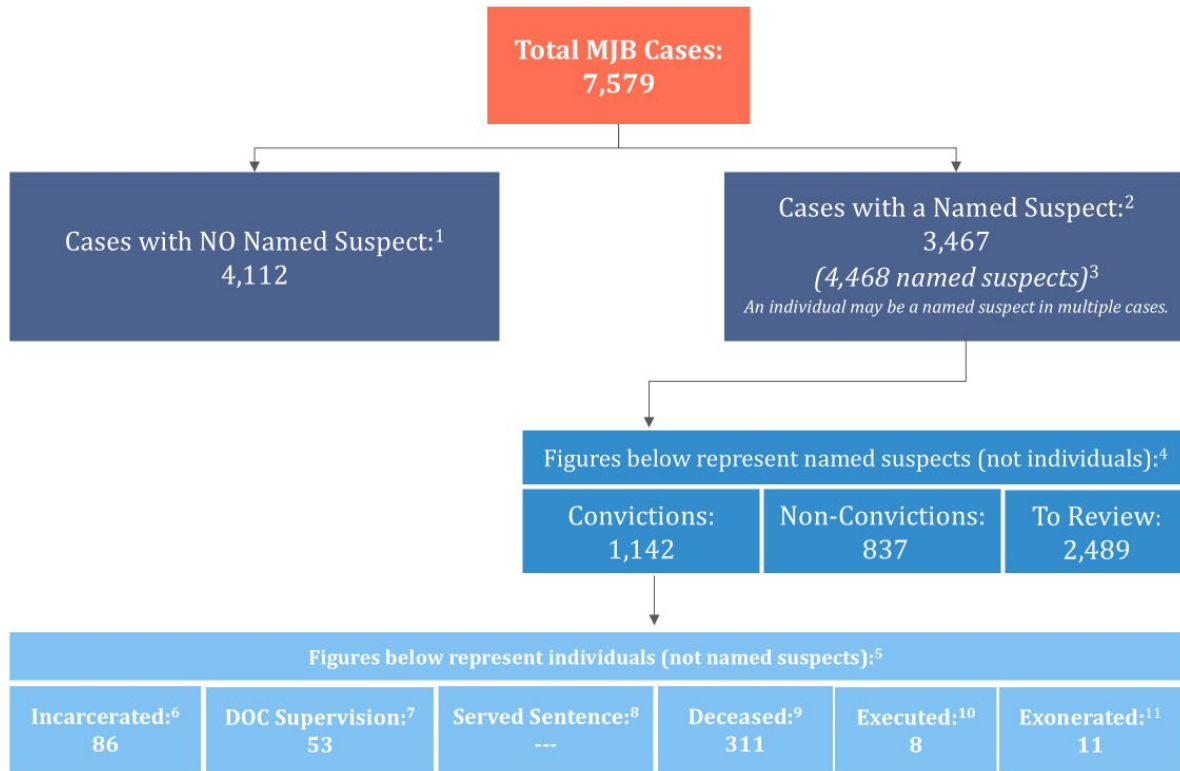 Total MJB Cases:
7,579
Cases with NO Named Suspect:1
4,112
Cases with a Named Suspect:2
3,467
(4,468 named suspects)3
An individual may be a named suspect in multiple cases.
Figures below represent named suspects (not individuals):4
Convictions:
1,142
Non-Convictions:
837
To Review:
2,489
Figures below represent individuals (not named suspects):5
Incarcerated:6
86
DOC Supervision:7
53
Served Sentence:8
---
Deceased:9
311
Executed:10
8
Exonerated:11
11